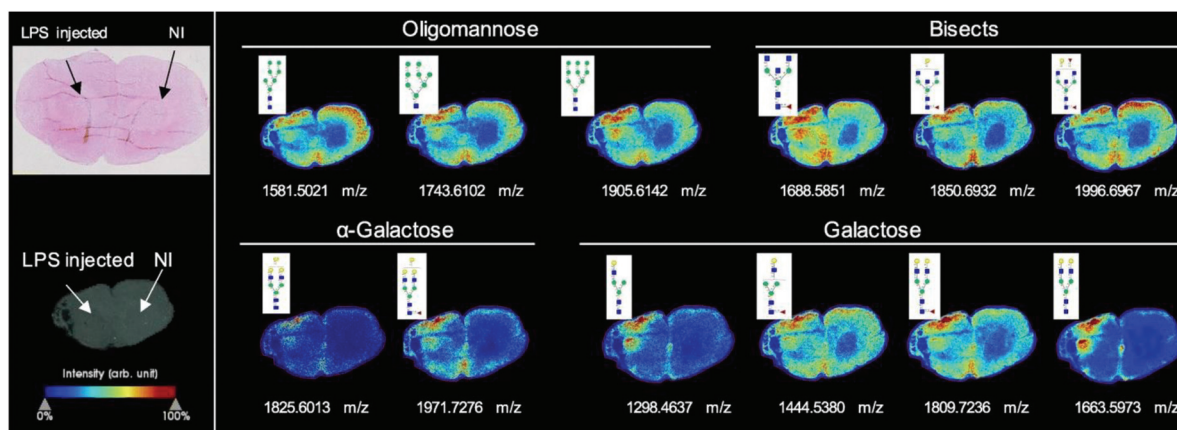 LPS injected NI
LPS injected NI
Intensity (arb. unit)
0% 100%
Oligomannose
1581.5021 m/z 1743.6102 m/z 1905.6142 m/z
Bisects
1688.5851 m/z 1850.6932 m/z 1996.6967 m/z
α-Galactose
1825.6013 m/z 1971.7276 m/z
Galactose
1298.4637 m/z 1444.5380 m/z 1809.7236 m/z 1663.5973 m/z